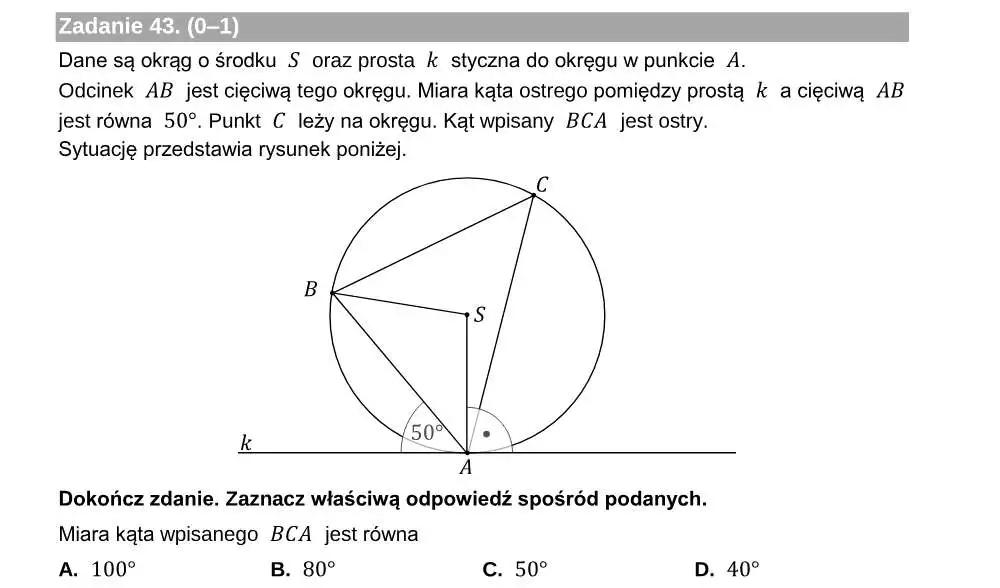 Zadanie 43. (0–1)
Dane są okrąg o środku S oraz prosta k styczna do okręgu w punkcie A.
Odcinek AB jest cięciwą tego okręgu. Miara kąta ostrego pomiędzy prostą k a cięciwą AB
jest równa 50°. Punkt C leży na okręgu. Kąt wpisany BCA jest ostry.
Sytuację przedstawia rysunek poniżej.
C
B
S
50°
k
A
Dokończ zdanie. Zaznacz właściwą odpowiedź spośród podanych.
Miara kąta wpisanego BCA jest równa
A. 100° B. 80° C. 50° D. 40°